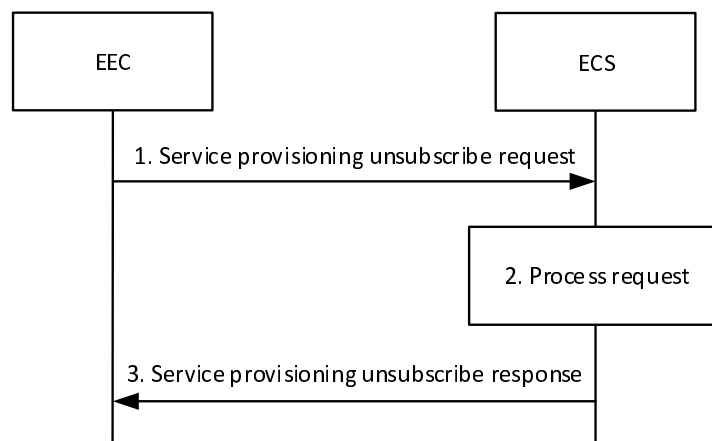 EEC
ECS
1. Service provisioning unsubscribe request
2. Process request
3. Service provisioning unsubscribe response